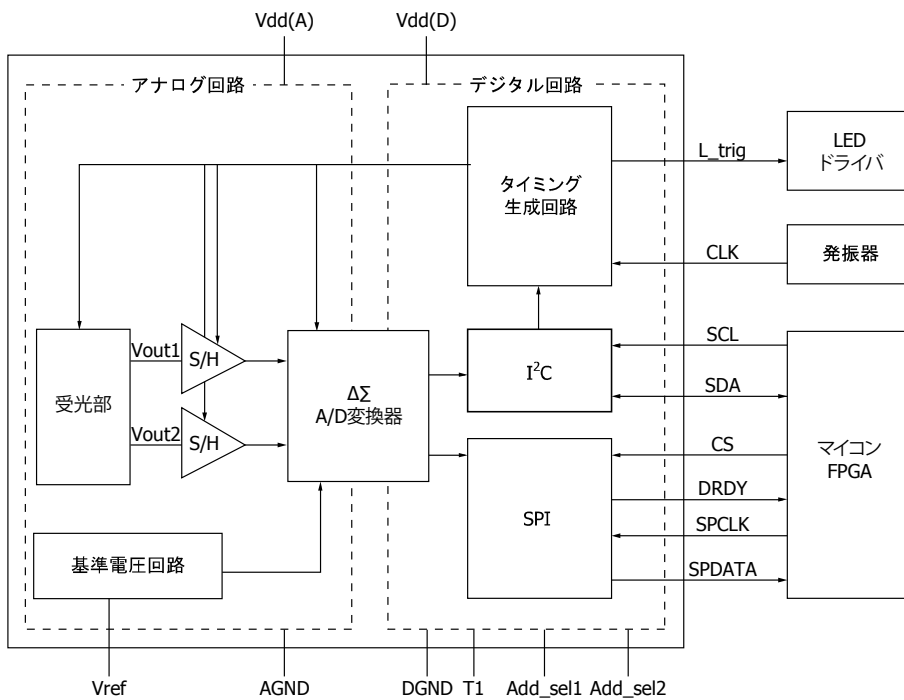 Vdd(A)
Vdd(D)
アナログ回路
デジタル回路
タイミング
生成回路
L_trig
LED
ドライバ
CLK
発振器
受光部
Vout1
S/H
Vout2
S/H
ΔΣ
A/D変換器
I²C
SCL
SDA
SPI
CS
DRDY
SPCLK
SPDATA
マイコン
FPGA
基準電圧回路
Vref
AGND
DGND
T1
Add_sel1
Add_sel2